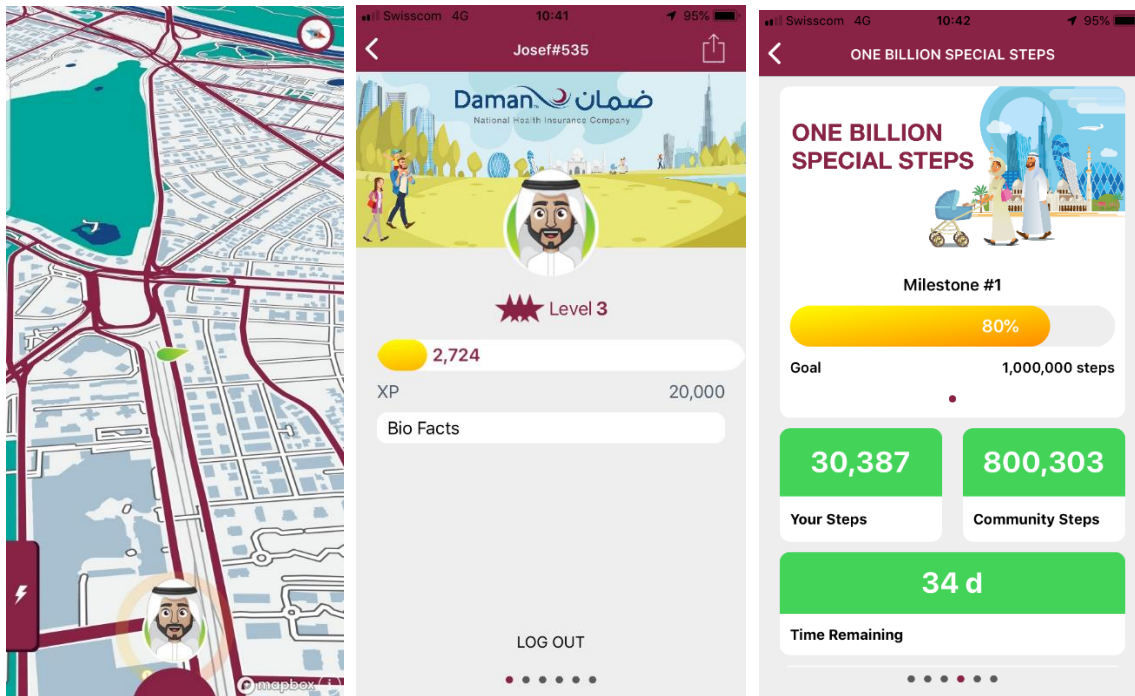 mapbox
Swisscom 4G 10:41 95%
Josef#535
Daman ضمان
National Health Insurance Company
Level 3
2,724
XP 20,000
Bio Facts
LOG OUT
Swisscom 4G 10:42 95%
ONE BILLION SPECIAL STEPS
ONE BILLION
SPECIAL STEPS
Milestone #1
80%
Goal 1,000,000 steps
30,387 800,303
Your Steps Community Steps
34 d
Time Remaining